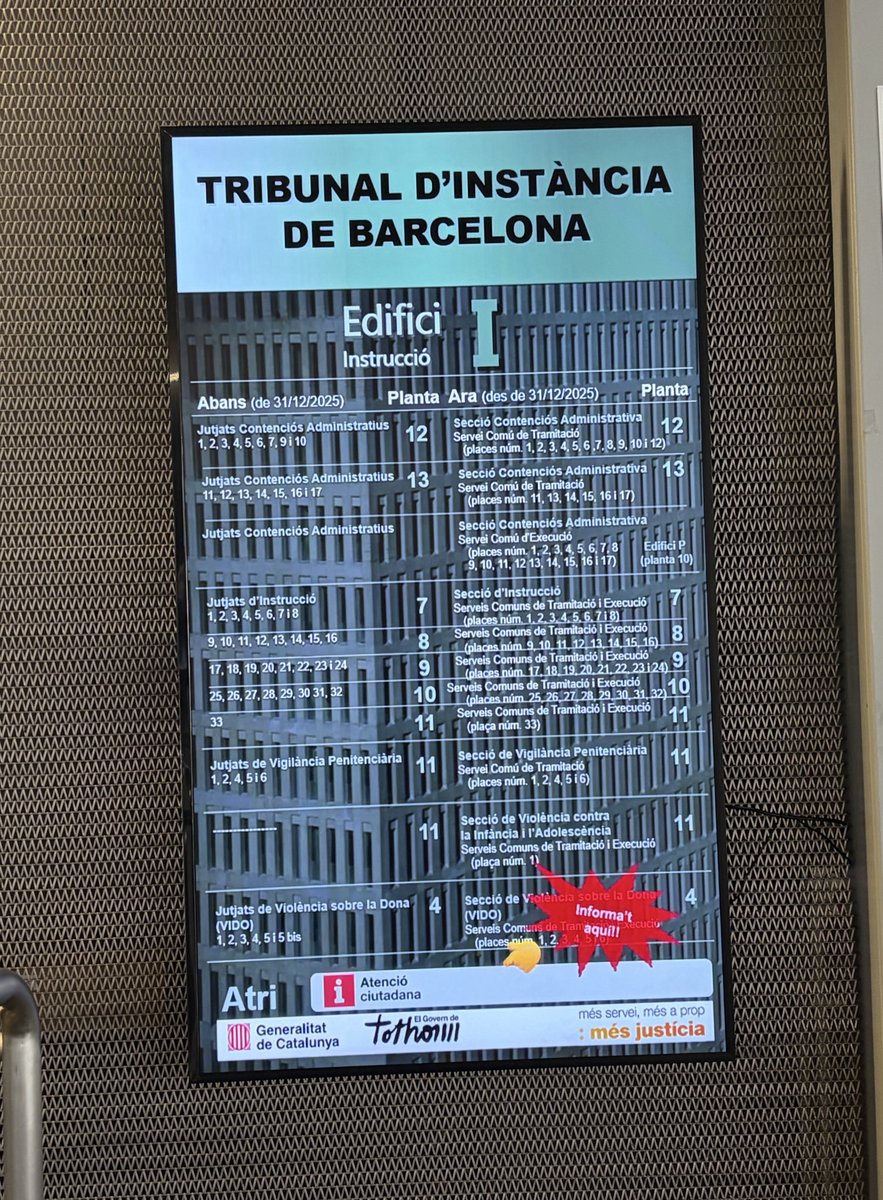 TRIBUNAL D'INSTÀNCIA
DE BARCELONA
Edifici I
Instrucció
Abans (de 31/12/2025) Planta Ara (des de 31/12/2025) Planta
Jutjats Contenciós Administratius 12
1, 2, 3, 4, 5, 6, 7, 9 i 10
Secció Contenciós Administrativa 12
Servei Comú de Tramitació
(places núm. 1, 2, 3, 4, 5, 6, 7, 8, 9, 10 i 12)
Jutjats Contenciós Administratius 13
11, 12, 13, 14, 15, 16 i 17
Secció Contenciós Administrativa 13
Servei Comú de Tramitació
(places núm. 11, 13, 14, 15, 16 i 17)
Jutjats Contenciós Administratius
Secció Contenciós Administrativa
Servei Comú d'Execució
(places núm. 1, 2, 3, 4, 5, 6, 7, 8
9, 10, 11, 12 13, 14, 15, 16 i 17)
Edifici P
(planta 10)
Jutjats d'Instrucció 7
1, 2, 3, 4, 5, 6, 7 i 8
Secció d'Instrucció 7
Serveis Comuns de Tramitació i Execució
(places núm. 1, 2, 3, 4, 5, 6, 7 i 8)
9, 10, 11, 12, 13, 14, 15, 16 8
Serveis Comuns de Tramitació i Execució 8
(places núm. 9, 10, 11, 12, 13, 14, 15, 16)
17, 18, 19, 20, 21, 22, 23 i 24 9
Serveis Comuns de Tramitació i Execució 9
(places núm. 17, 18, 19, 20, 21, 22, 23 i 24)
25, 26, 27, 28, 29, 30 31, 32 10
Serveis Comuns de Tramitació i Execució 10
(places núm. 25, 26, 27, 28, 29, 30, 31, 32)
33 11
Serveis Comuns de Tramitació i Execució 11
(plaça núm. 33)
Jutjats de Vigilància Penitenciària 11
1, 2, 4, 5 i 6
Secció de Vigilància Penitenciària 11
Servei Comú de Tramitació
(places núm. 1, 2, 4, 5 i 6)
--------------- 11
Secció de Violència contra 11
la Infància i l'Adolescència
Serveis Comuns de Tramitació i Execució
(plaça núm. 1)
Jutjats de Violència sobre la Dona 4
(VIDO)
1, 2, 3, 4, 5 i 5 bis
Secció de Violència sobre la Dona 4
(VIDO)
Serveis Comuns de Tramitació i Execució
(places núm. 1, 2, 3, 4, 5 i 6)
Informa't
aquí!!
Atri
i Atenció
ciutadana
Generalitat
de Catalunya
El Govern de
tothom
més servei, més a prop
: més justícia